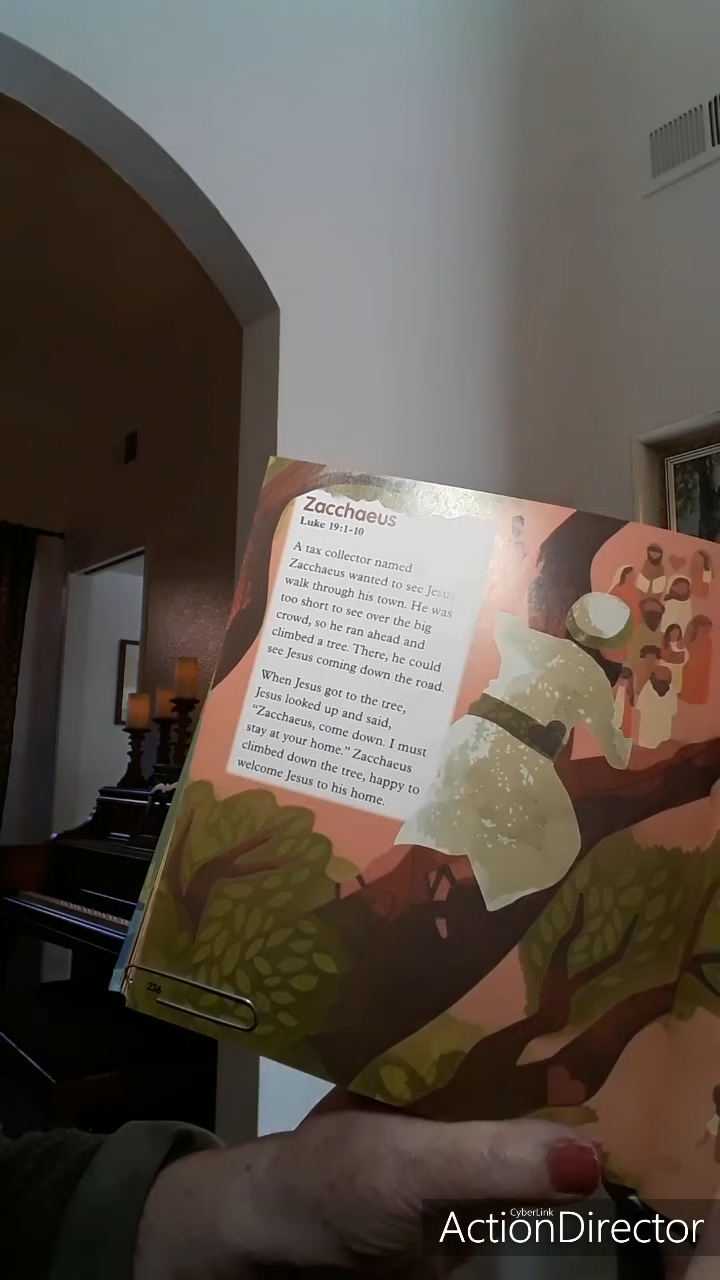 Zacchaeus
Luke 19:1-10
A tax collector named
Zacchaeus wanted to see Jesus
walk through his town. He was
too short to see over the big
crowd, so he ran ahead and
climbed a tree. There, he could
see Jesus coming down the road.
When Jesus got to the tree,
Jesus looked up and said,
“Zacchaeus, come down. I must
stay at your home.” Zacchaeus
climbed down the tree, happy to
welcome Jesus to his home.
236
CyberLink
ActionDirector